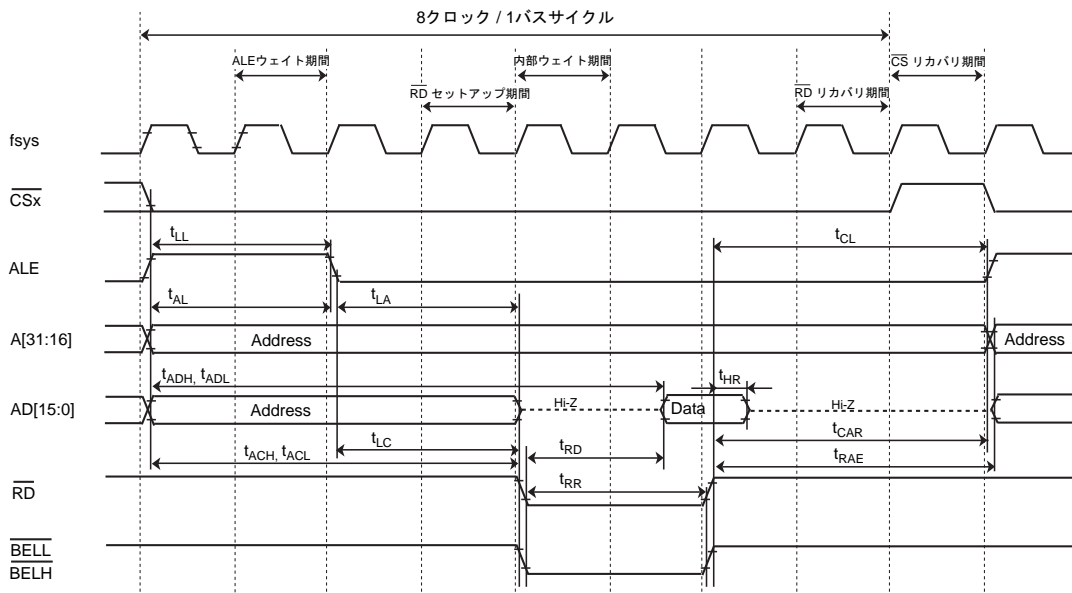 8クロック / 1バスサイクル
ALEウェイト期間
内部ウェイト期間
CS リカバリ期間
RD セットアップ期間
RD リカバリ期間
fsys
CSx
tLL
tCL
ALE
tAL
tLA
A[31:16]
Address
Address
tADH, tADL
tHR
AD[15:0]
Address
Hi-Z
Data
Hi-Z
tLC
tRD
tCAR
tACH, tACL
tRAE
RD
tRR
BELL
BELH